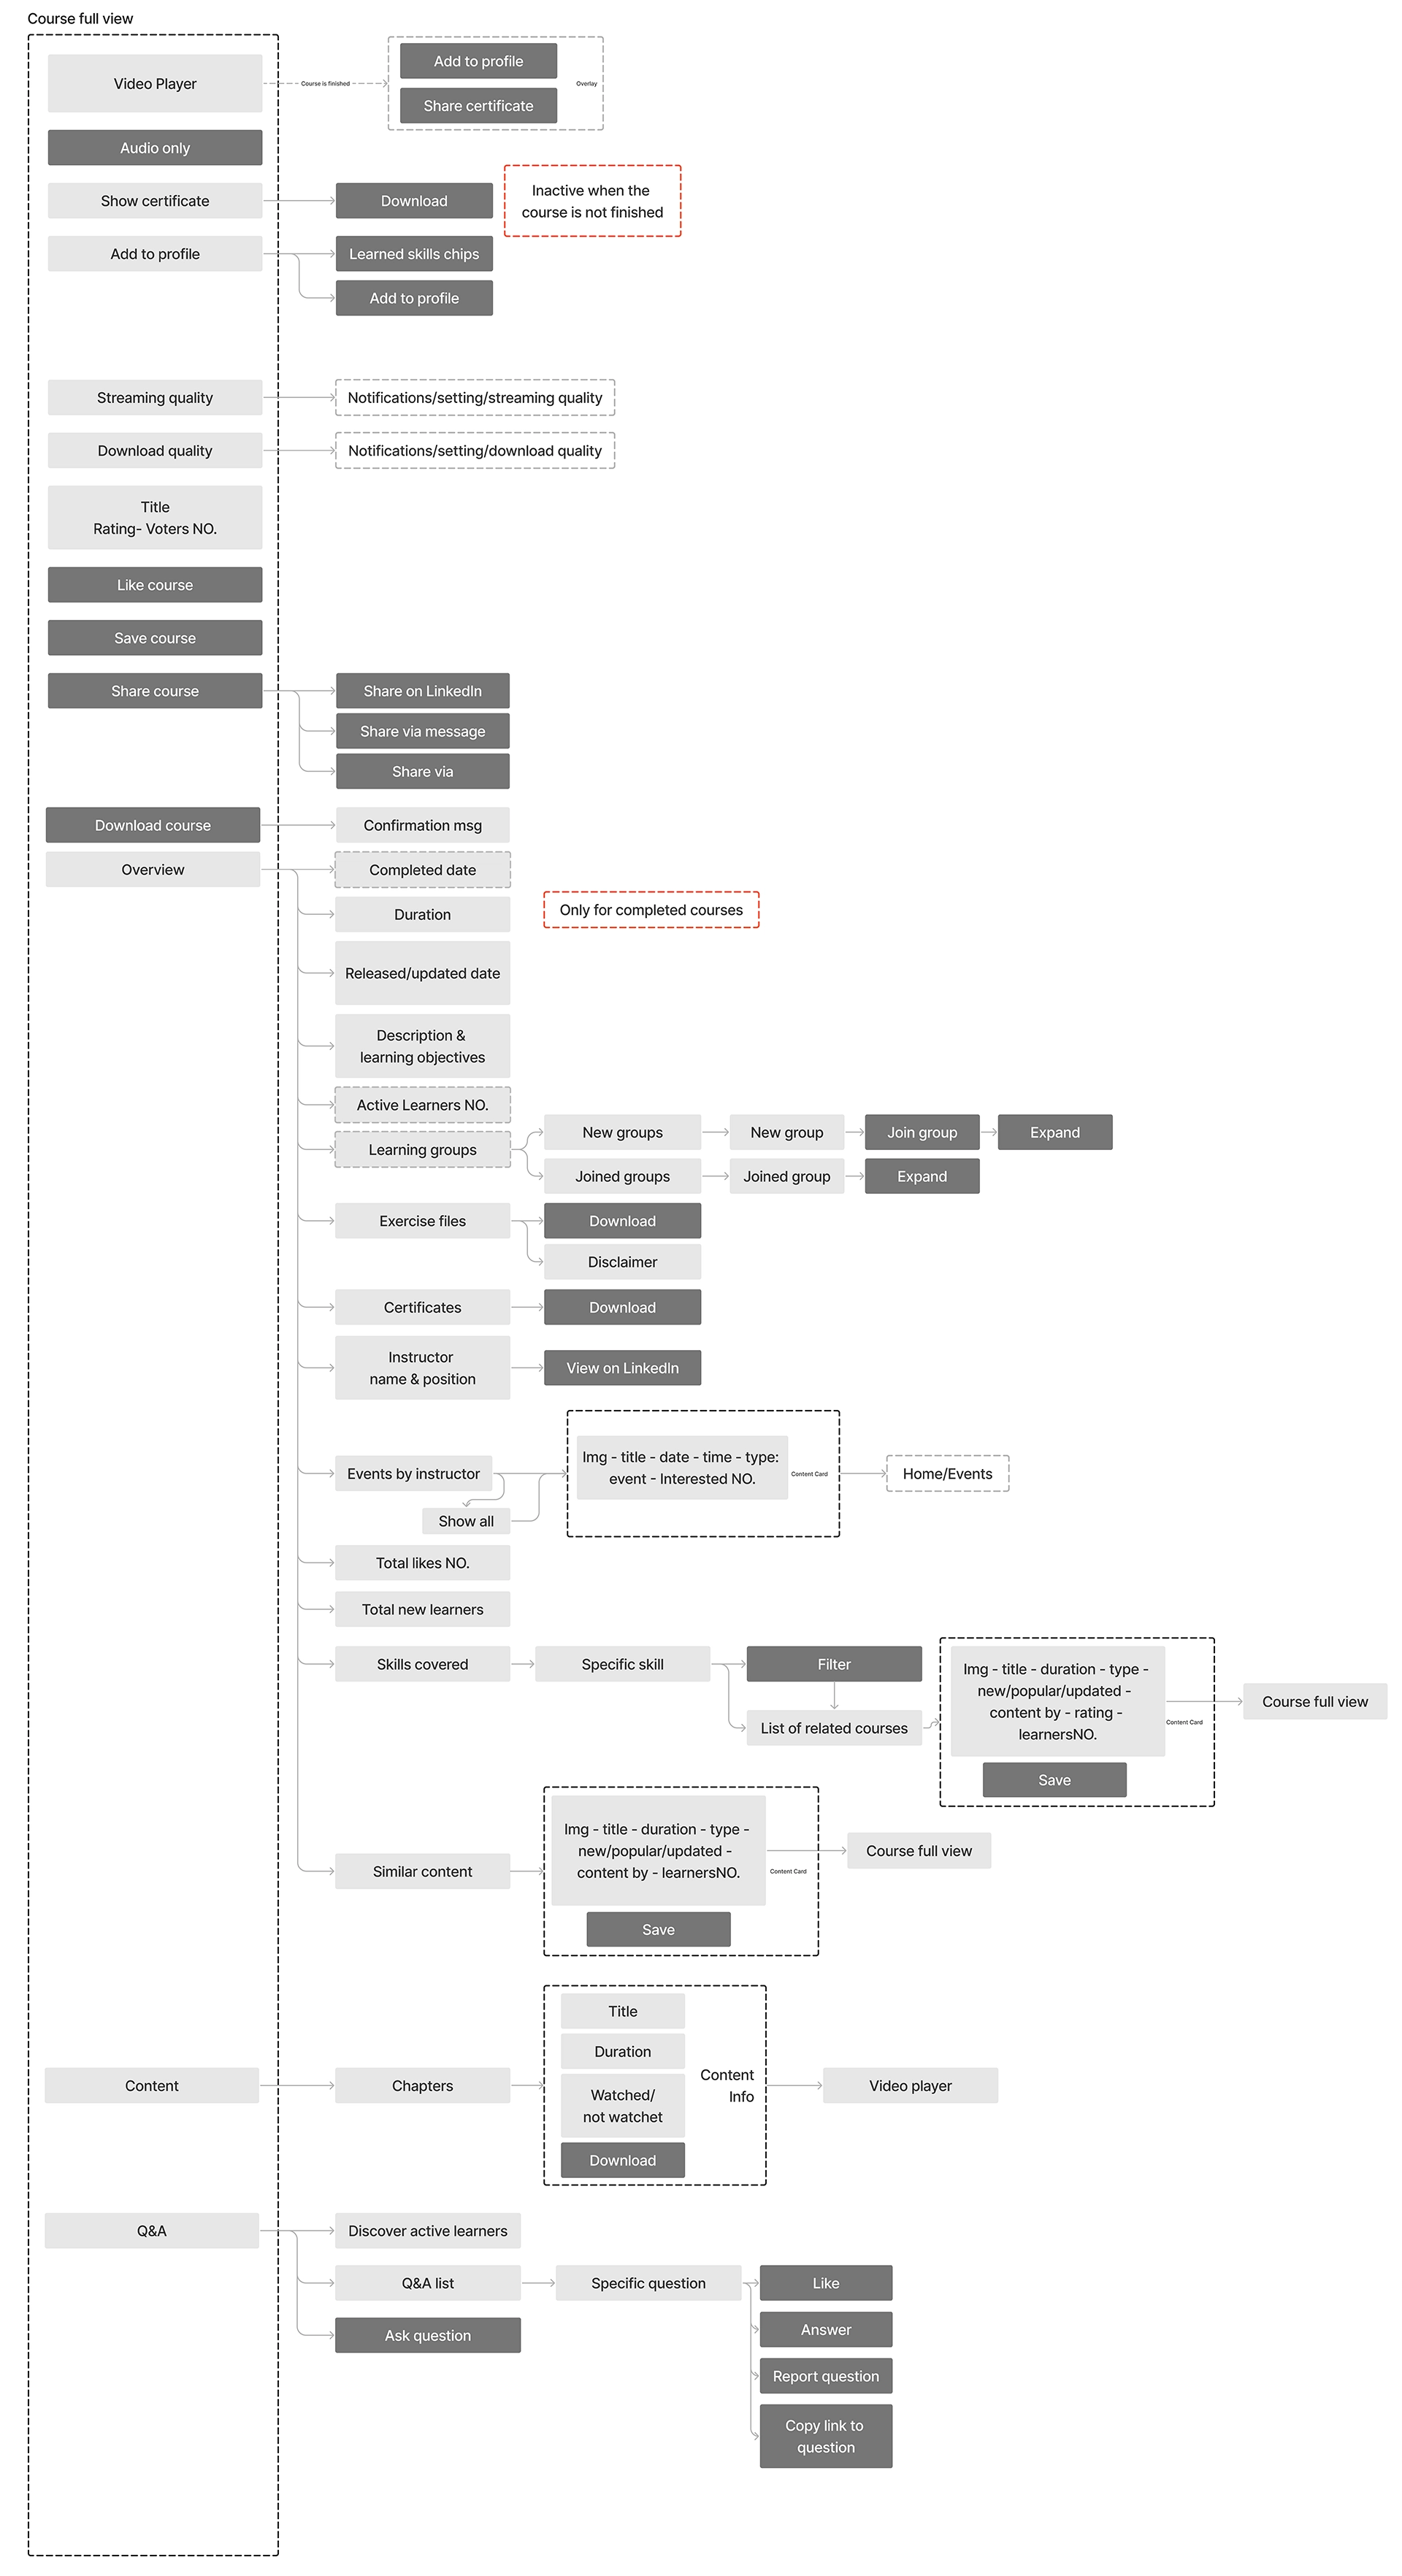 Course full view
Video Player
Course is finished
Add to profile
Share certificate
Overlay
Audio only
Show certificate
Download
Inactive when the
course is not finished
Add to profile
Learned skills chips
Add to profile
Streaming quality
Notifications/setting/streaming quality
Download quality
Notifications/setting/download quality
Title
Rating- Voters NO.
Like course
Save course
Share course
Share on LinkedIn
Share via message
Share via
Download course
Confirmation msg
Overview
Completed date
Duration
Only for completed courses
Released/updated date
Description &
learning objectives
Active Learners NO.
Learning groups
New groups
New group
Join group
Expand
Joined groups
Joined group
Expand
Exercise files
Download
Disclaimer
Certificates
Download
Instructor
name & position
View on LinkedIn
Events by instructor
Show all
Img - title - date - time - type:
event - Interested NO.
Content Card
Home/Events
Total likes NO.
Total new learners
Skills covered
Specific skill
Filter
List of related courses
Img - title - duration - type -
new/popular/updated -
content by - rating -
learnersNO.
Content Card
Save
Course full view
Similar content
Img - title - duration - type -
new/popular/updated -
content by - learnersNO.
Content Card
Save
Course full view
Content
Chapters
Title
Duration
Watched/
not watchet
Download
Content
Info
Video player
Q&A
Discover active learners
Q&A list
Specific question
Like
Answer
Report question
Copy link to
question
Ask question